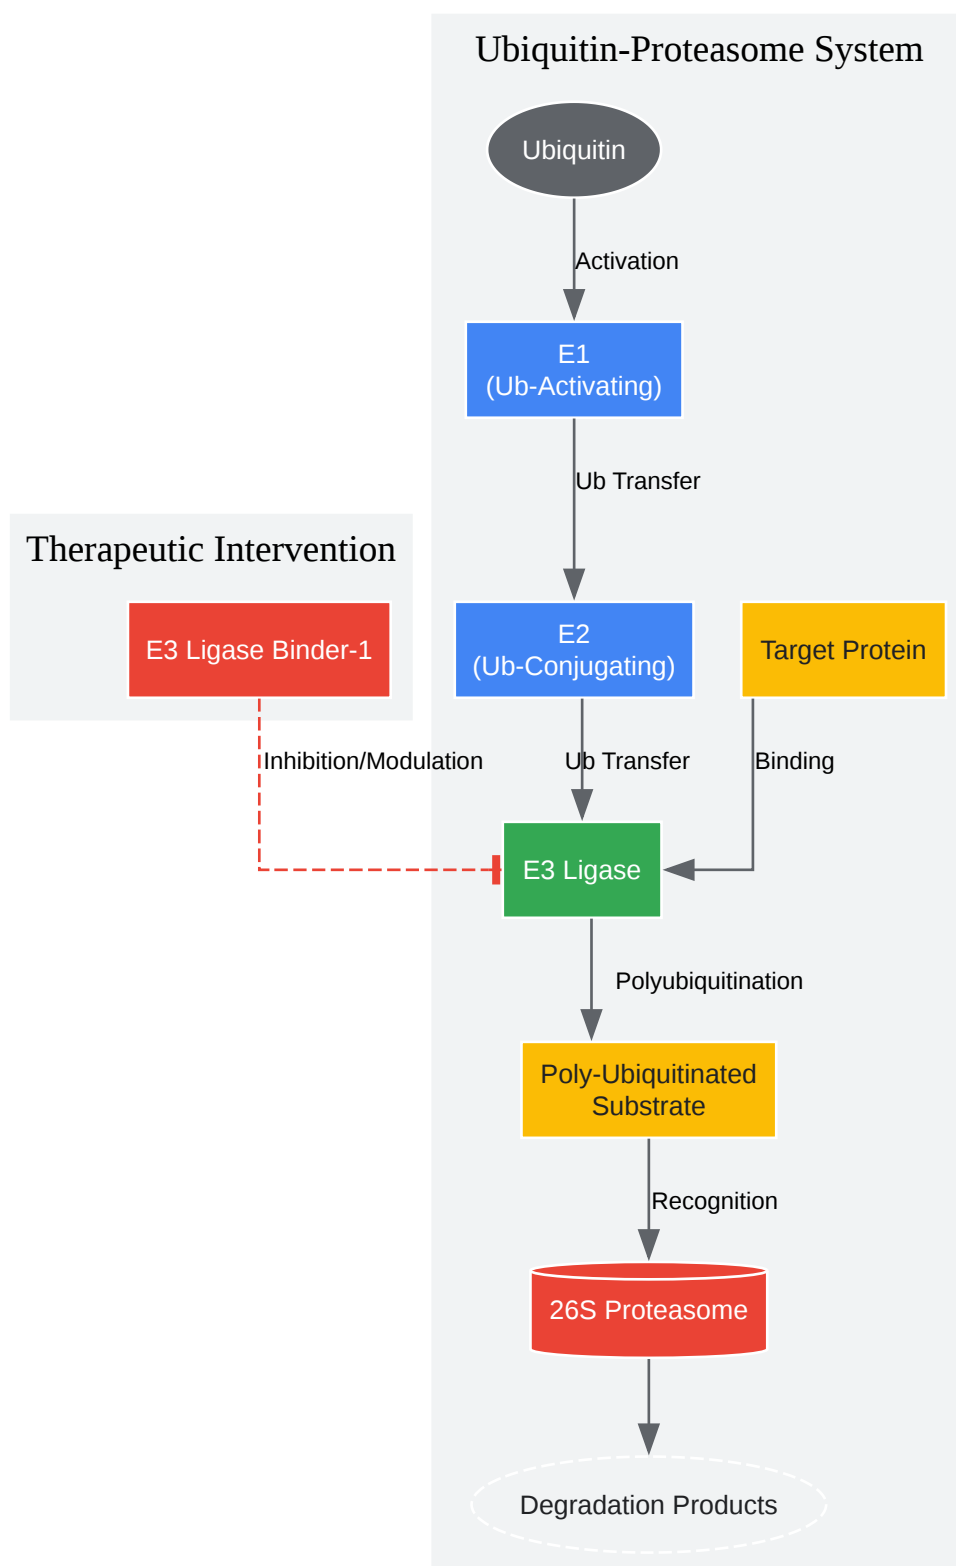 Ubiquitin-Proteasome System
Ubiquitin
Activation
E1
(Ub-Activating)
Ub Transfer
Therapeutic Intervention
E3 Ligase Binder-1
E2
(Ub-Conjugating)
Target Protein
Inhibition/Modulation
Ub Transfer
Binding
E3 Ligase
Polyubiquitination
Poly-Ubiquitinated
Substrate
Recognition
26S Proteasome
Degradation Products